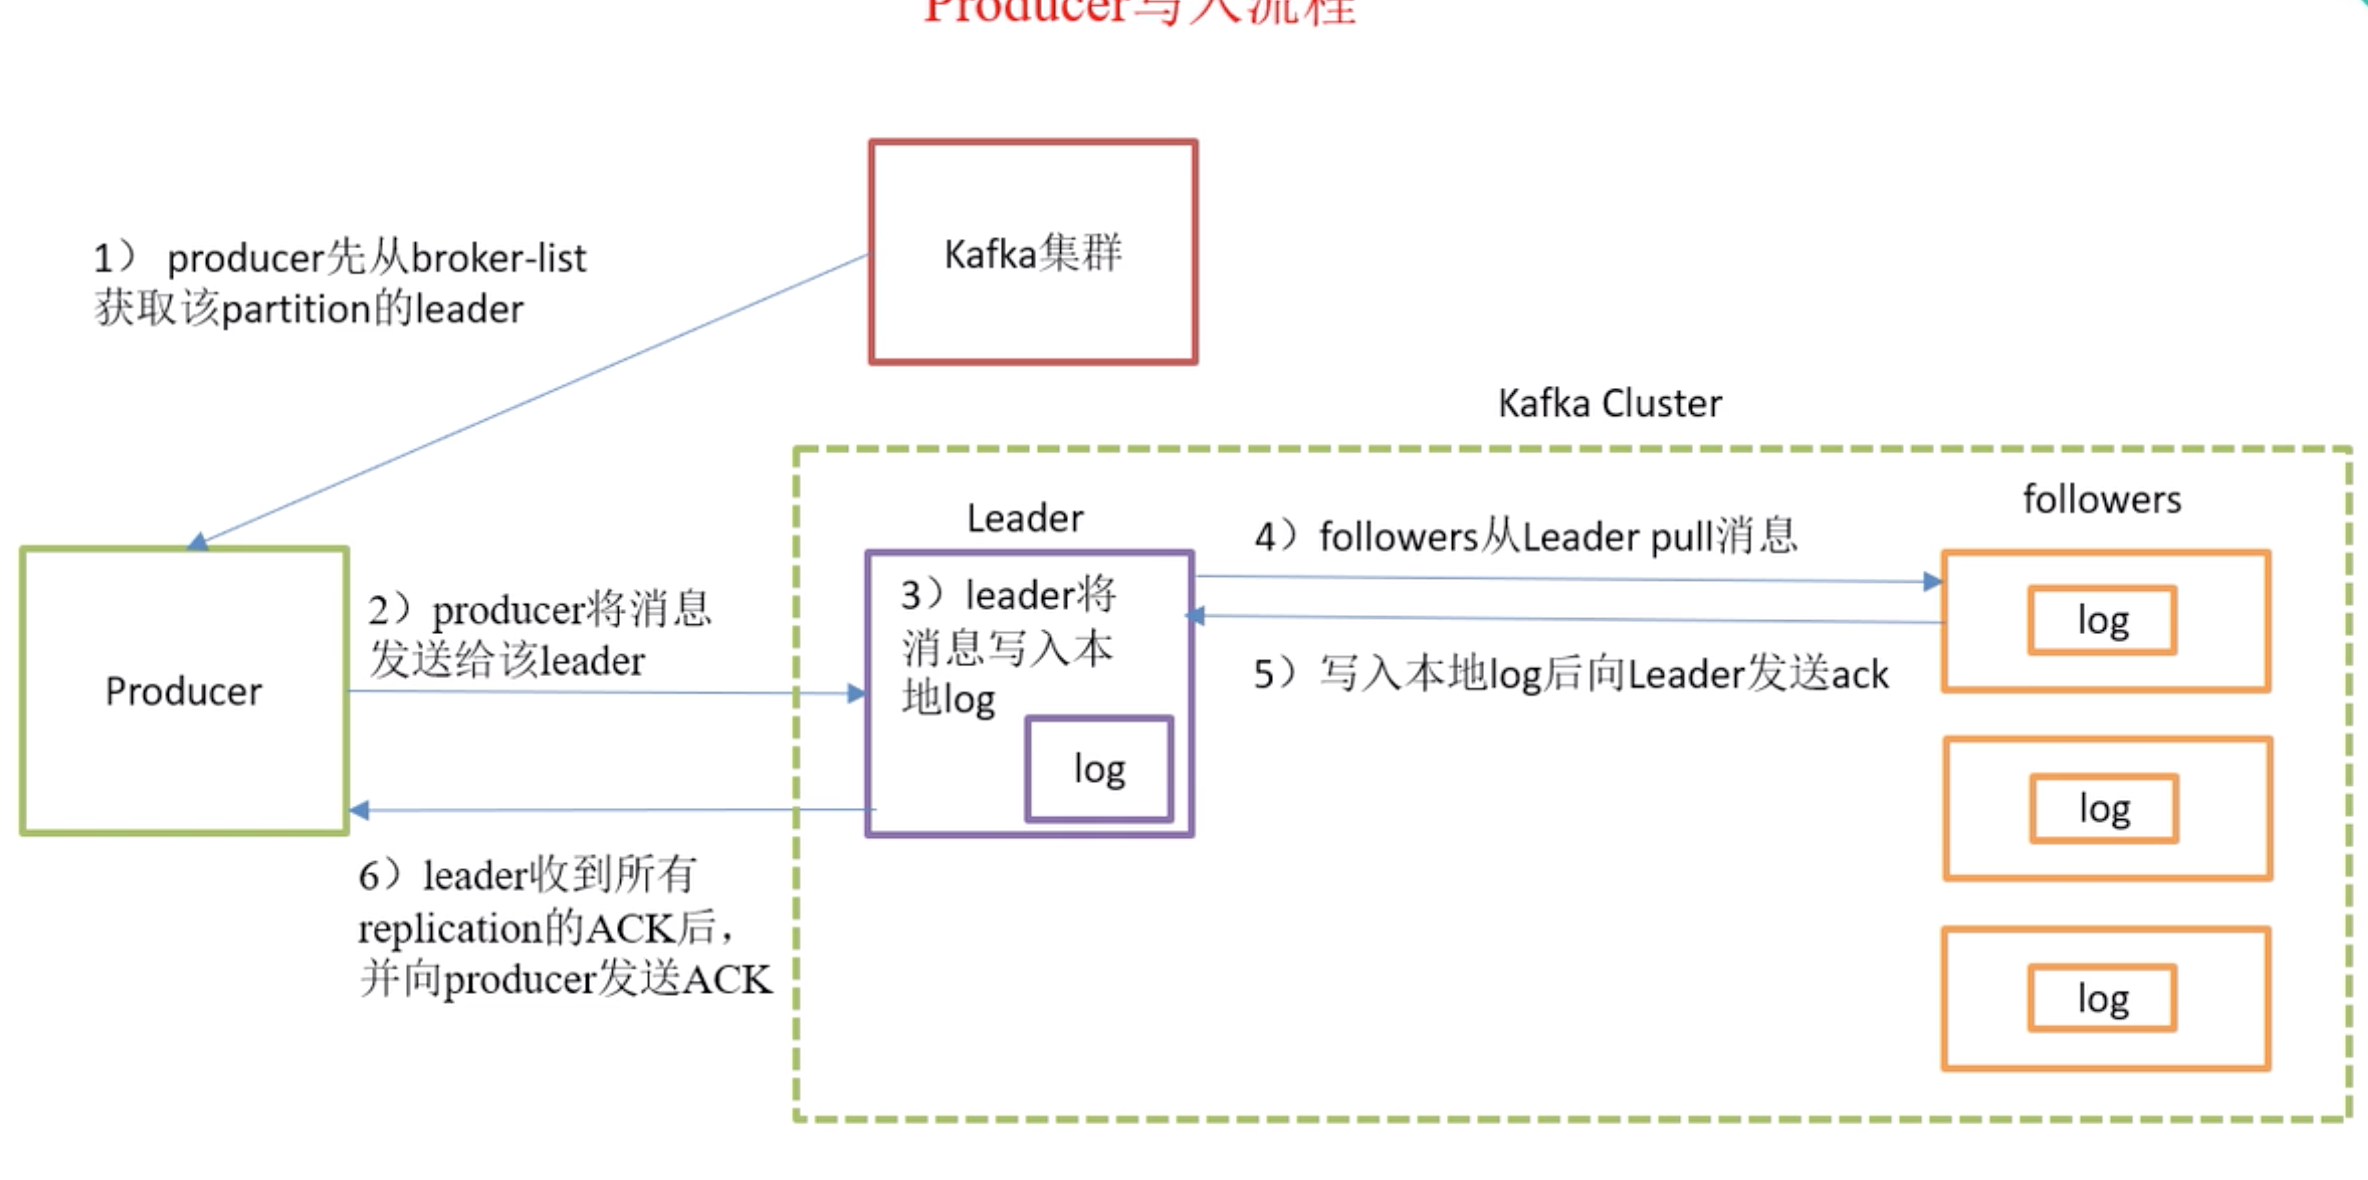 Producer写入流程
Kafka集群
1） producer先从broker-list
获取该partition的leader
Kafka Cluster
Leader
followers
4）followers从Leader pull消息
3）leader将
消息写入本
地log
log
2）producer将消息
发送给该leader
Producer
5）写入本地log后向Leader发送ack
log
log
6）leader收到所有
replication的ACK后，
并向producer发送ACK
log